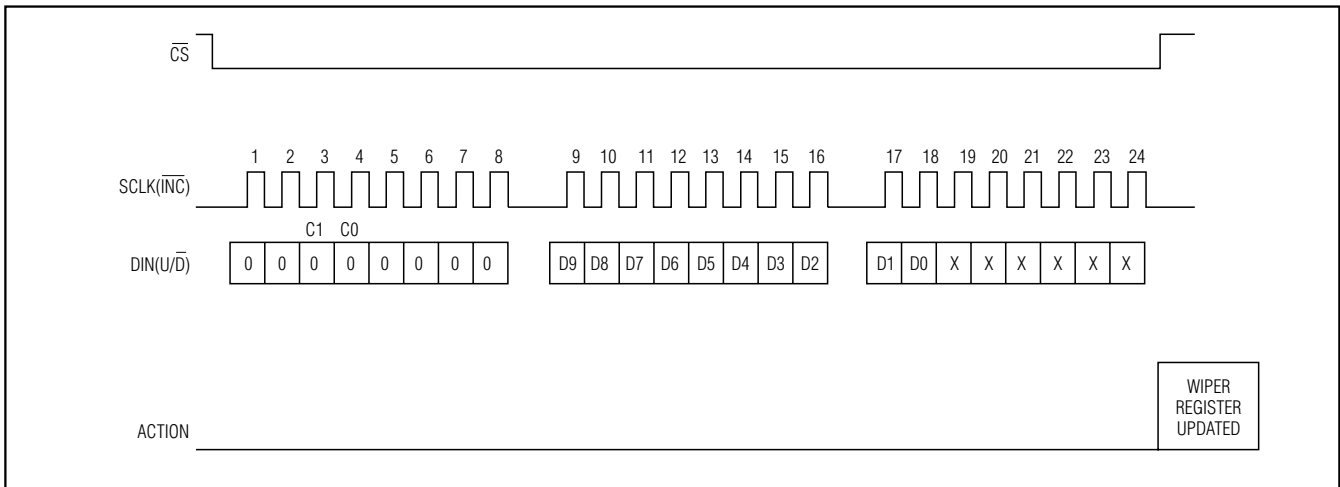 C̅S̅
1 2 3 4 5 6 7 8 9 10 11 12 13 14 15 16 17 18 19 20 21 22 23 24
SCLK(I̅N̅C̅)
C1 C0
DIN(U/D̅) 0 0 0 0 0 0 0 0 D9 D8 D7 D6 D5 D4 D3 D2 D1 D0 X X X X X X
WIPER
REGISTER
UPDATED
ACTION